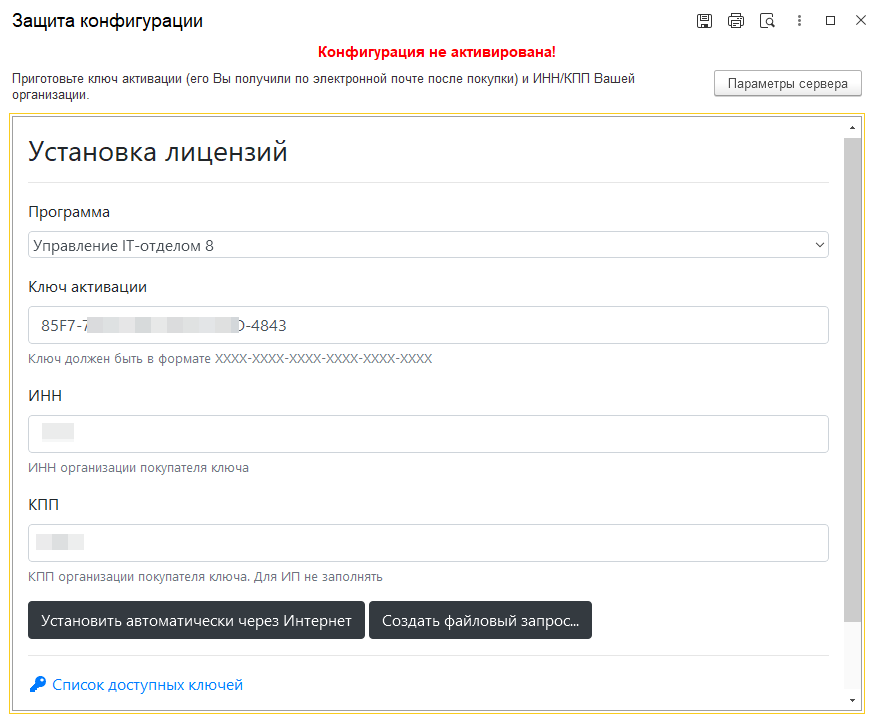 Защита конфигурации
Конфигурация не активирована!
Приготовьте ключ активации (его Вы получили по электронной почте после покупки) и ИНН/КПП Вашей
организации.
Параметры сервера
Установка лицензий
Программа
Управление IT-отделом 8
Ключ активации
85F7-7 D-4843
Ключ должен быть в формате XXXX-XXXX-XXXX-XXXX-XXXX-XXXX
ИНН
ИНН организации покупателя ключа
КПП
КПП организации покупателя ключа. Для ИП не заполнять
Установить автоматически через Интернет
Создать файловый запрос...
Список доступных ключей